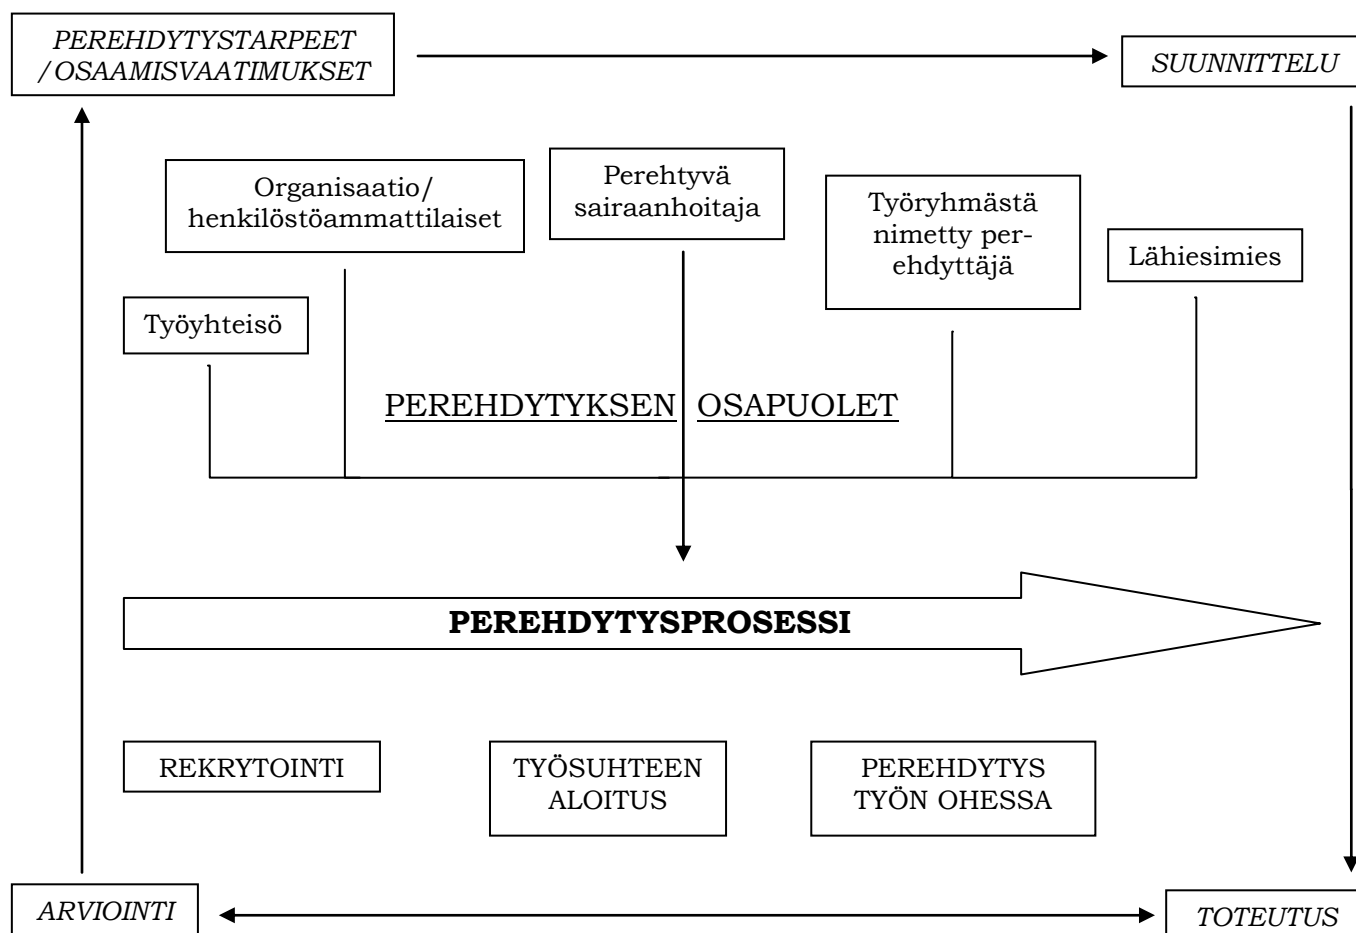 PEREHDYTYSTARPEET
/OSAAMISVAATIMUKSET
SUUNNITTELU
Organisaatio/
henkilöstöammattilaiset
Perehtyvä
sairaanhoitaja
Työryhmästä
nimetty per-
ehdyttäjä
Lähiesimies
Työyhteisö
PEREHDYTYKSEN OSAPUOLET
PEREHDYTYSPROSESSI
REKRYTOINTI
TYÖSUHTEEN
ALOITUS
PEREHDYTYS
TYÖN OHESSA
ARVIOINTI
TOTEUTUS